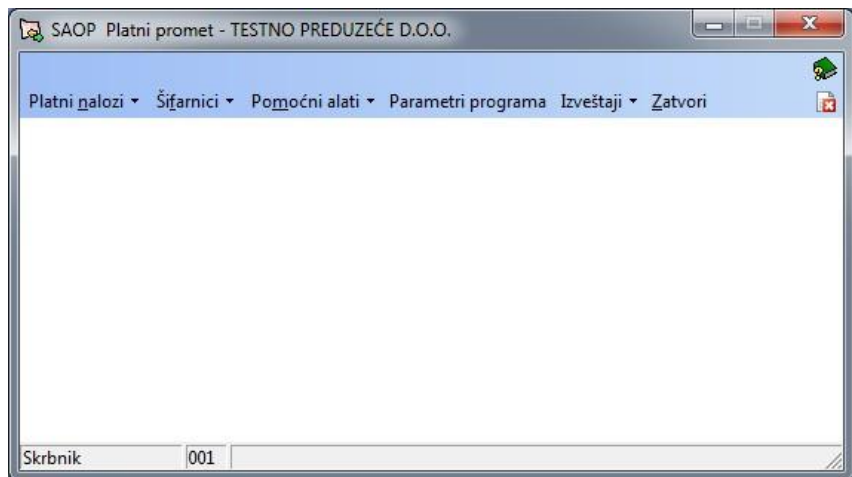 SAOP Platni promet - TESTNO PREDUZEĆE D.O.O.
Platni nalozi Šifarnici Pomoćni alati Parametri programa Izveštaji Zatvori
Skrbnik 001